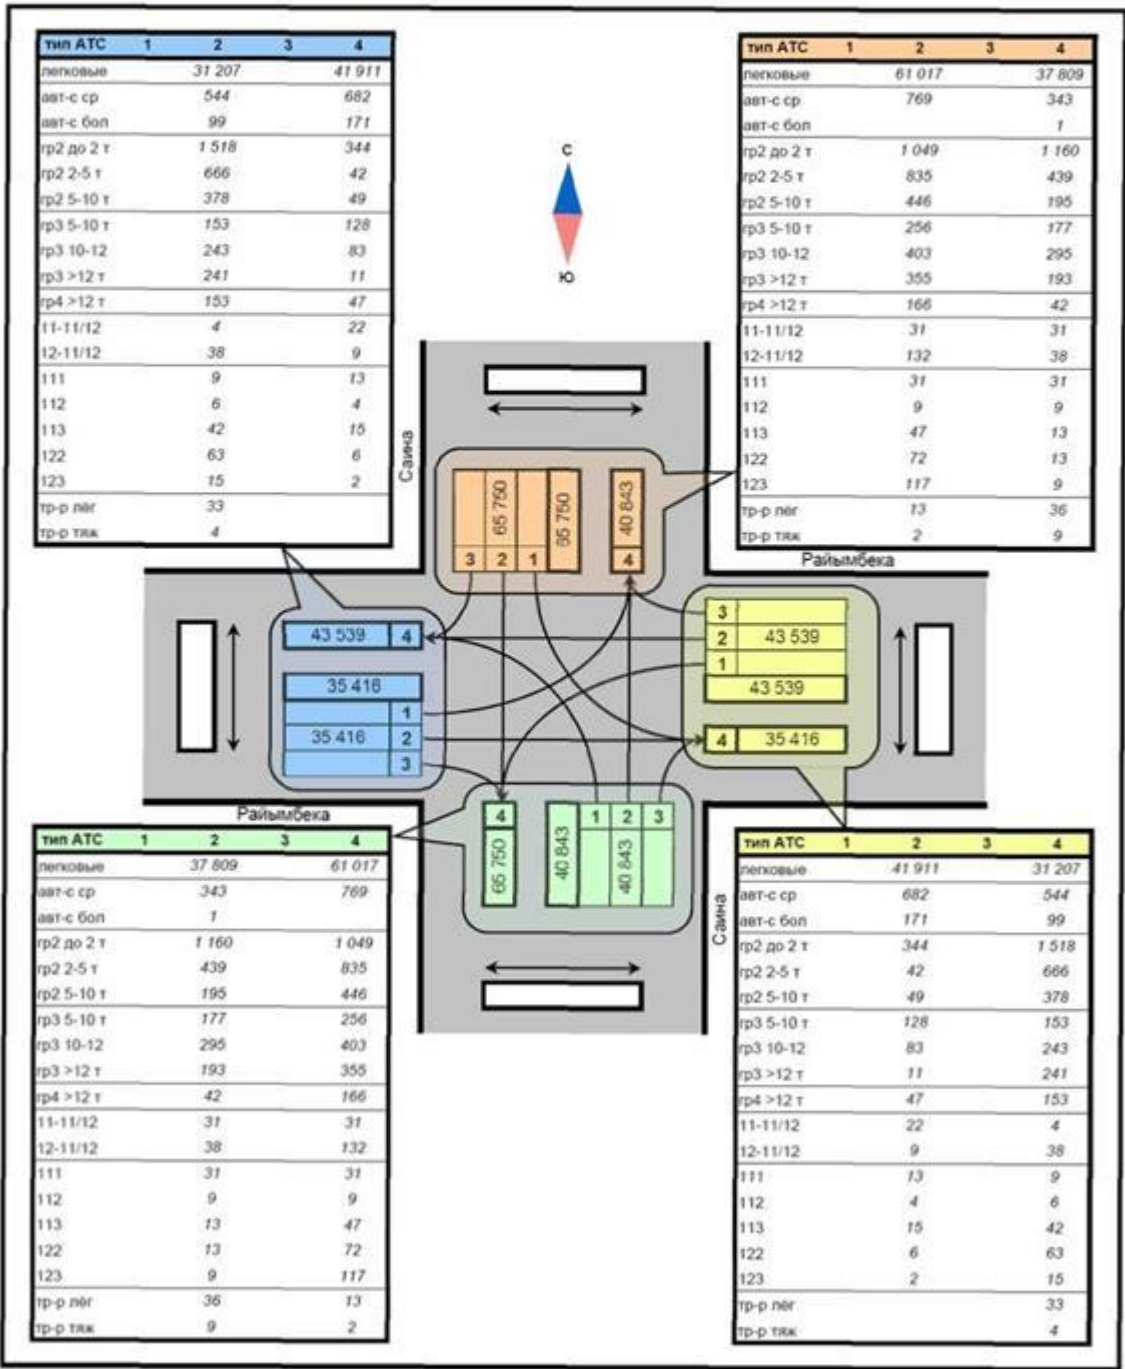 тип АТС 1 2 3 4
легковые 31 207 41 911
авт-с ср 544 682
авт-с бол 99 171
гр2 до 2 т 1 518 344
гр2 2-5 т 666 42
гр2 5-10 т 378 49
гр3 5-10 т 153 128
гр3 10-12 243 83
гр3 >12 т 241 11
гр4 >12 т 153 47
11-11/12 4 22
12-11/12 38 9
111 9 13
112 6 4
113 42 15
122 63 6
123 15 2
тр-р лёг 33
тр-р тяж 4
тип АТС 1 2 3 4
легковые 61 017 37 809
авт-с ср 769 343
авт-с бол 1
гр2 до 2 т 1 049 1 160
гр2 2-5 т 835 439
гр2 5-10 т 446 195
гр3 5-10 т 256 177
гр3 10-12 403 295
гр3 >12 т 355 193
гр4 >12 т 166 42
11-11/12 31 31
12-11/12 132 38
111 31 31
112 9 9
113 47 13
122 72 13
123 117 9
тр-р лёг 13 36
тр-р тяж 2 9
С
Ю
Саина
65 750
65 750
40 843
3 2 1 4
Райымбека
43 539 4
35 416
1
35 416 2
3
3
2 43 539
1
43 539
4 35 416
Райымбека
4 1 2 3
65 750
40 843
40 843
Саина
тип АТС 1 2 3 4
легковые 37 809 61 017
авт-с ср 343 769
авт-с бол 1
гр2 до 2 т 1 160 1 049
гр2 2-5 т 439 835
гр2 5-10 т 195 446
гр3 5-10 т 177 256
гр3 10-12 295 403
гр3 >12 т 193 355
гр4 >12 т 42 166
11-11/12 31 31
12-11/12 38 132
111 31 31
112 9 9
113 13 47
122 13 72
123 9 117
тр-р лёг 36 13
тр-р тяж 9 2
тип АТС 1 2 3 4
легковые 41 911 31 207
авт-с ср 682 544
авт-с бол 171 99
гр2 до 2 т 344 1 518
гр2 2-5 т 42 666
гр2 5-10 т 49 378
гр3 5-10 т 128 153
гр3 10-12 83 243
гр3 >12 т 11 241
гр4 >12 т 47 153
11-11/12 22 4
12-11/12 9 38
111 13 9
112 4 6
113 15 42
122 6 63
123 2 15
тр-р лёг 33
тр-р тяж 4